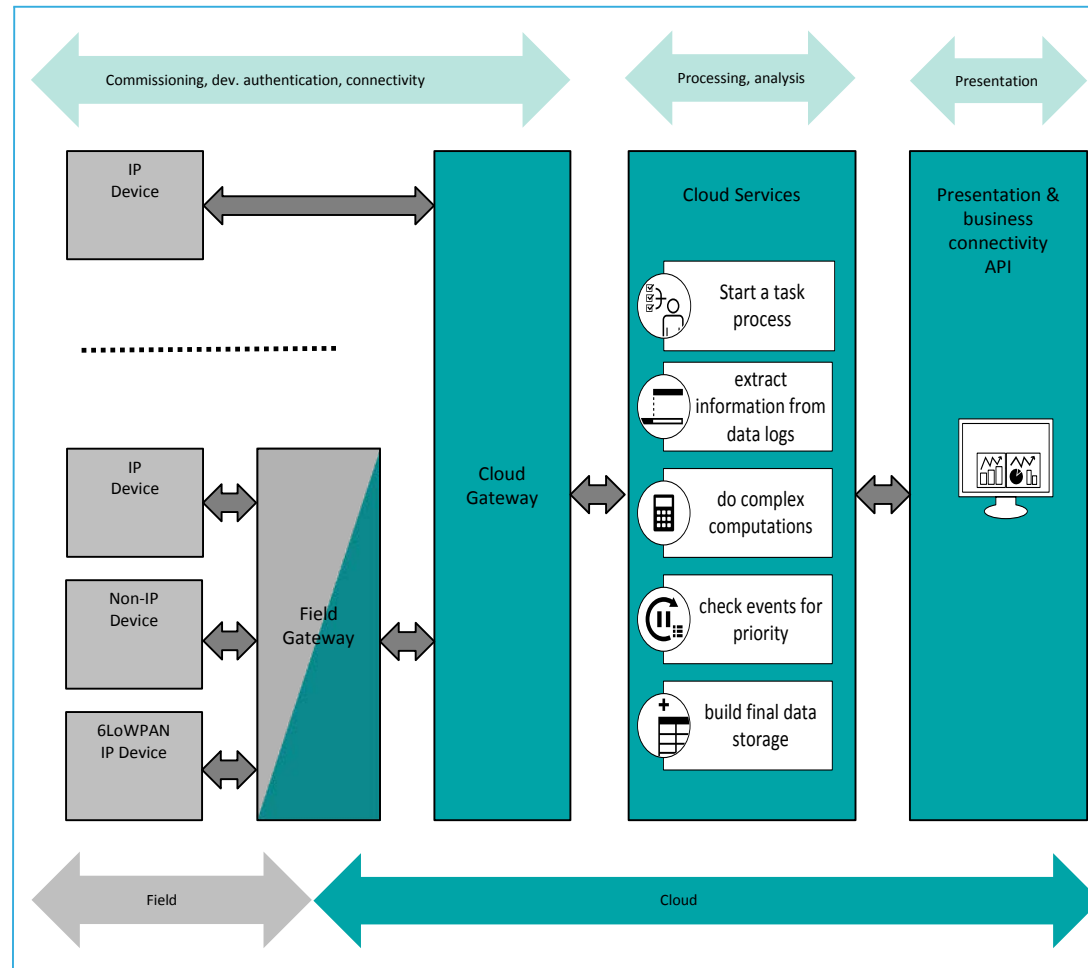 Commissioning, dev. authentication, connectivity
Processing, analysis
Presentation
IP
Device
IP
Device
Non-IP
Device
6LoWPAN
IP Device
Field
Gateway
Cloud
Gateway
Cloud Services
Start a task
process
extract
information from
data logs
do complex
computations
check events for
priority
build final data
storage
Presentation &
business
connectivity
API
Field
Cloud